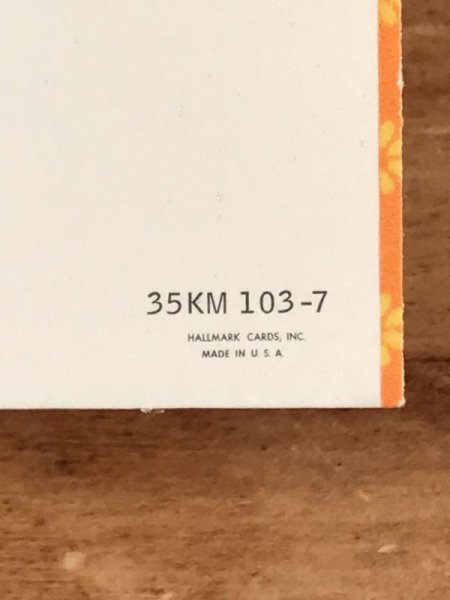 35KM 103-7
HALLMARK CARDS, INC.
MADE IN U. S. A.